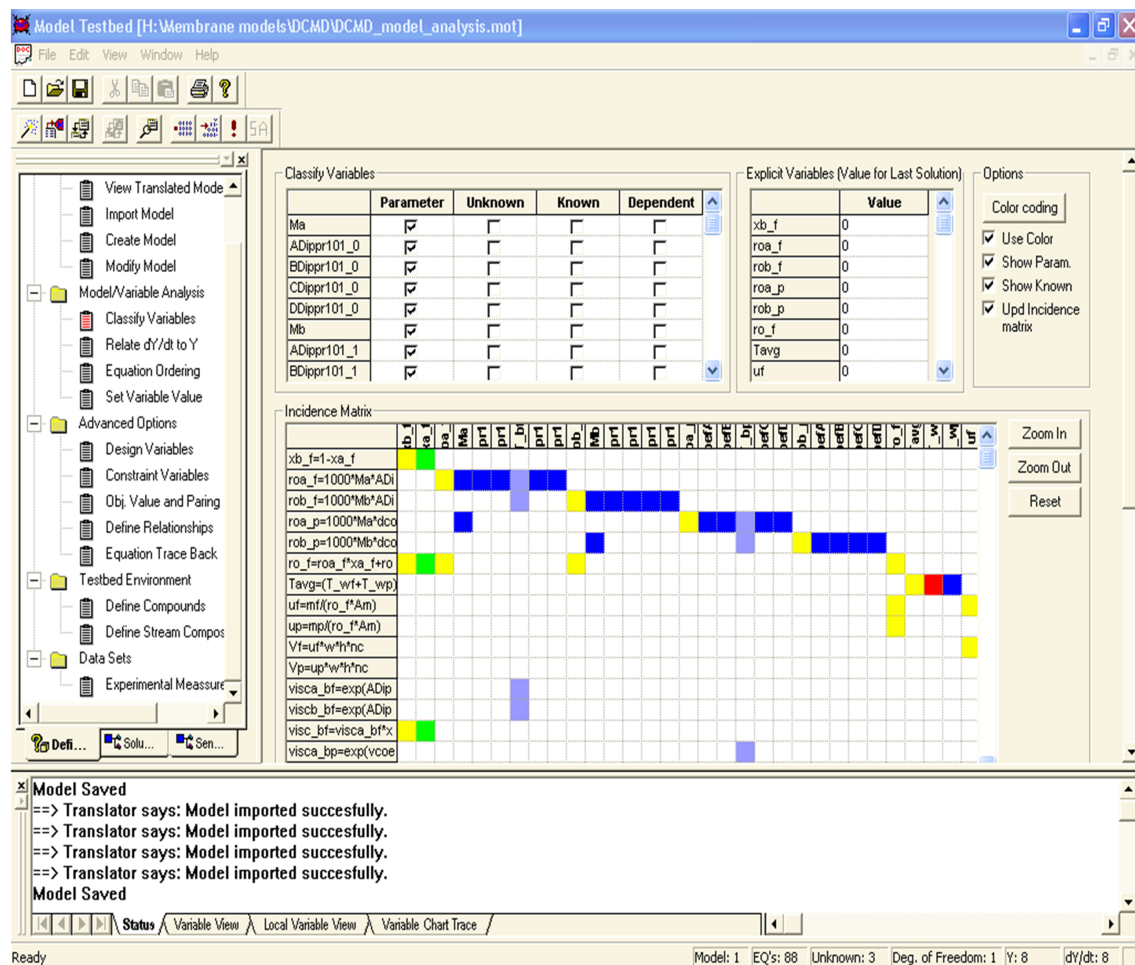 Model Testbed [H:\Membrane models\DCMD\DCMD_model_analysis.mot]
File Edit View Window Help
SA
View Translated Mode
Import Model
Create Model
Modify Model
Model/Variable Analysis
Classify Variables
Relate dY/dt to Y
Equation Ordering
Set Variable Value
Advanced Options
Design Variables
Constraint Variables
Obj. Value and Paring
Define Relationships
Equation Trace Back
Testbed Environment
Define Compounds
Define Stream Compos
Data Sets
Experimental Meassure
Defi... Solu... Sen...
Classify Variables
Parameter Unknown Known Dependent
Ma
ADippr101_0
BDippr101_0
CDippr101_0
DDippr101_0
Mb
ADippr101_1
BDippr101_1
Explicit Variables (Value for Last Solution)
Value
xb_f 0
roa_f 0
rob_f 0
roa_p 0
rob_p 0
ro_f 0
Tavg 0
uf 0
Options
Color coding
Use Color
Show Param.
Show Known
Upd Incidence
matrix
Incidence Matrix
Ma Mb ro_f uf
xb_f=1-xa_f
roa_f=1000*Ma*ADi
rob_f=1000*Mb*ADi
roa_p=1000*Ma*dco
rob_p=1000*Mb*dco
ro_f=roa_f*xa_f+ro
Tavg=(T_wf+T_wp)
uf=mf/(ro_f*Am)
up=mp/(ro_f*Am)
Vf=uf*w*h*nc
Vp=up*w*h*nc
visca_bf=exp(ADip
viscb_bf=exp(ADip
visc_bf=visca_bf*x
visca_bp=exp(vcoe
Zoom In
Zoom Out
Reset
Model Saved
==> Translator says: Model imported succesfully.
==> Translator says: Model imported succesfully.
==> Translator says: Model imported succesfully.
==> Translator says: Model imported succesfully.
Model Saved
Status Variable View Local Variable View Variable Chart Trace
Ready Model: 1 EQ's: 88 Unknown: 3 Deg. of Freedom: 1 Y: 8 dY/dt: 8